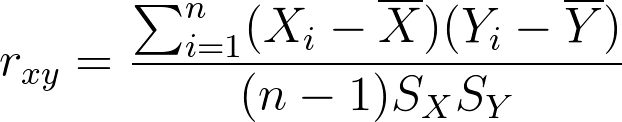 r_{xy} = \frac{\sum_{i=1}^{n}(X_i - \overline{X})(Y_i - \overline{Y})}{(n-1)S_X S_Y}